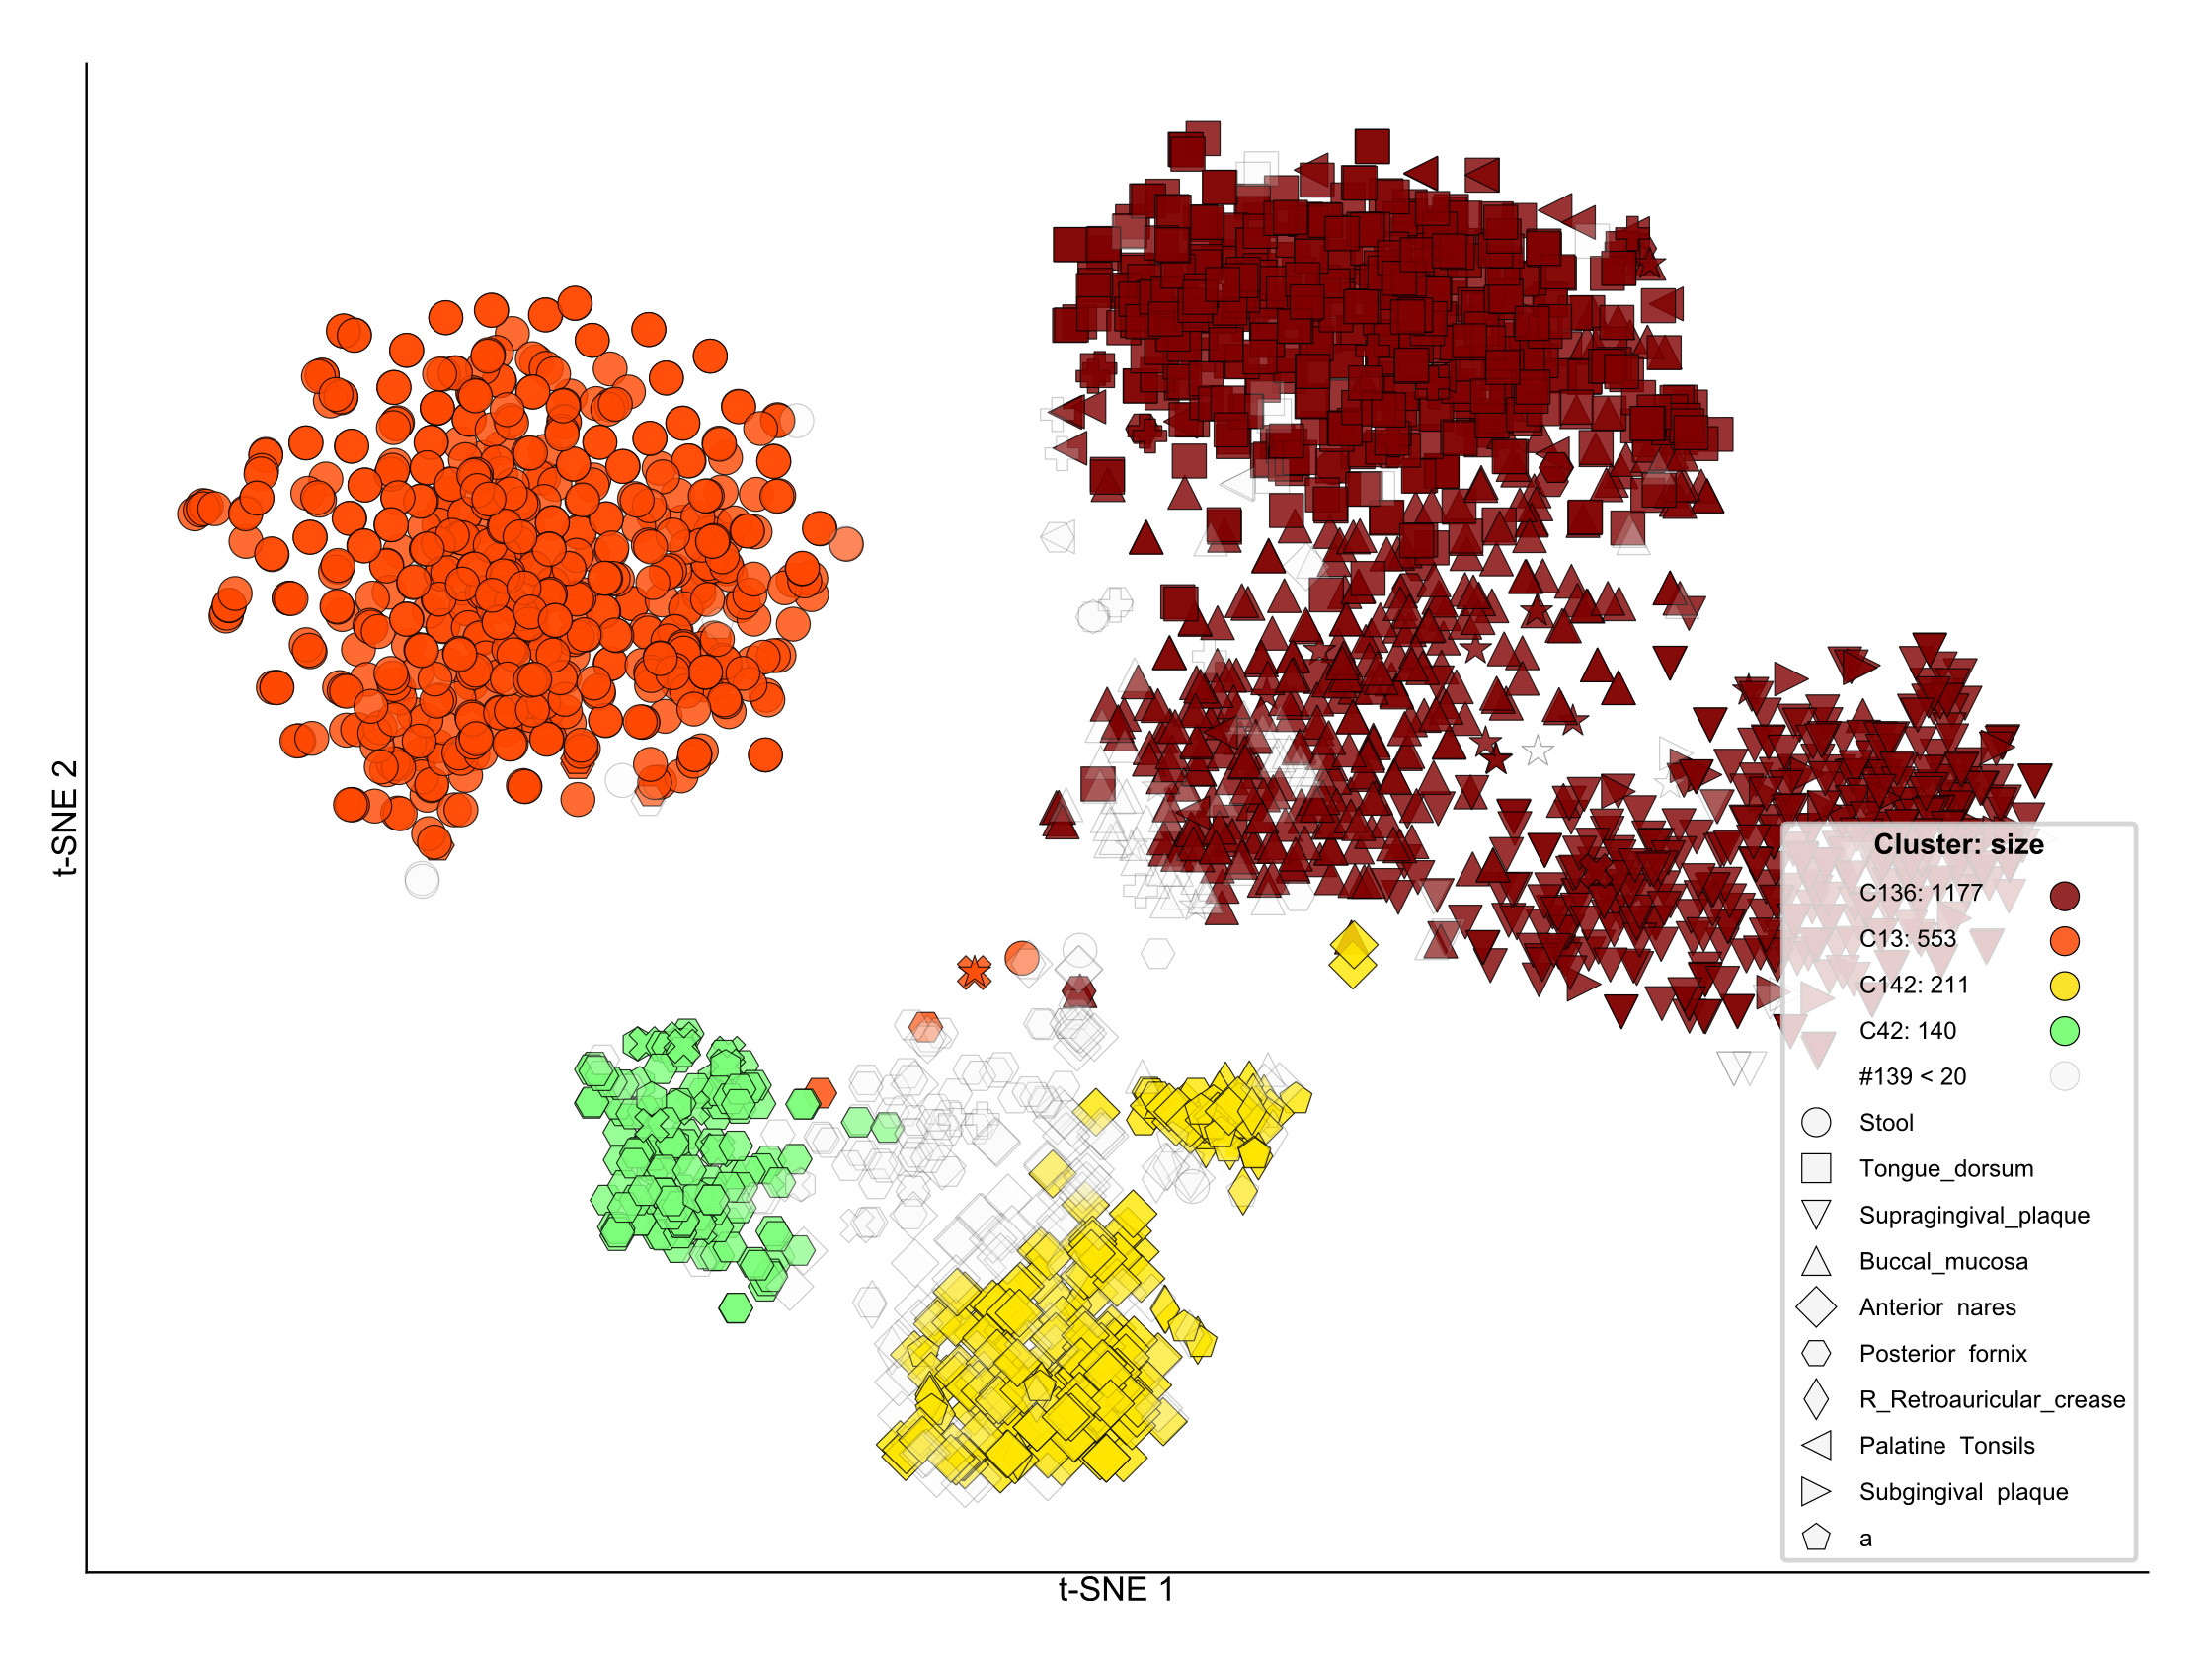 t-SNE 2
Cluster: size
C136: 1177
C13: 553
C142: 211
C42: 140
#139 < 20
Stool
Tongue_dorsum
Supragingival_plaque
Buccal_mucosa
Anterior nares
Posterior fornix
R_Retroauricular_crease
Palatine Tonsils
Subgingival plaque
a
t-SNE 1